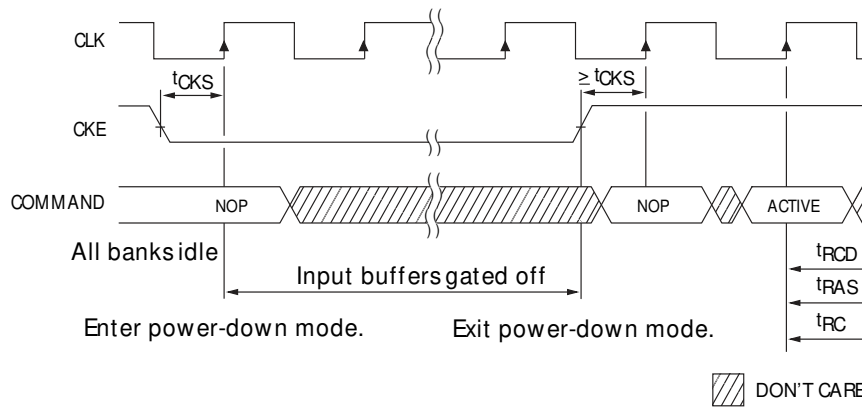 CLK
tCKS
≥ tCKS
CKE
COMMAND
NOP
NOP
ACTIVE
All banks idle
Input buffers gated off
tRCD
tRAS
tRC
Enter power-down mode.
Exit power-down mode.
DON'T CARE